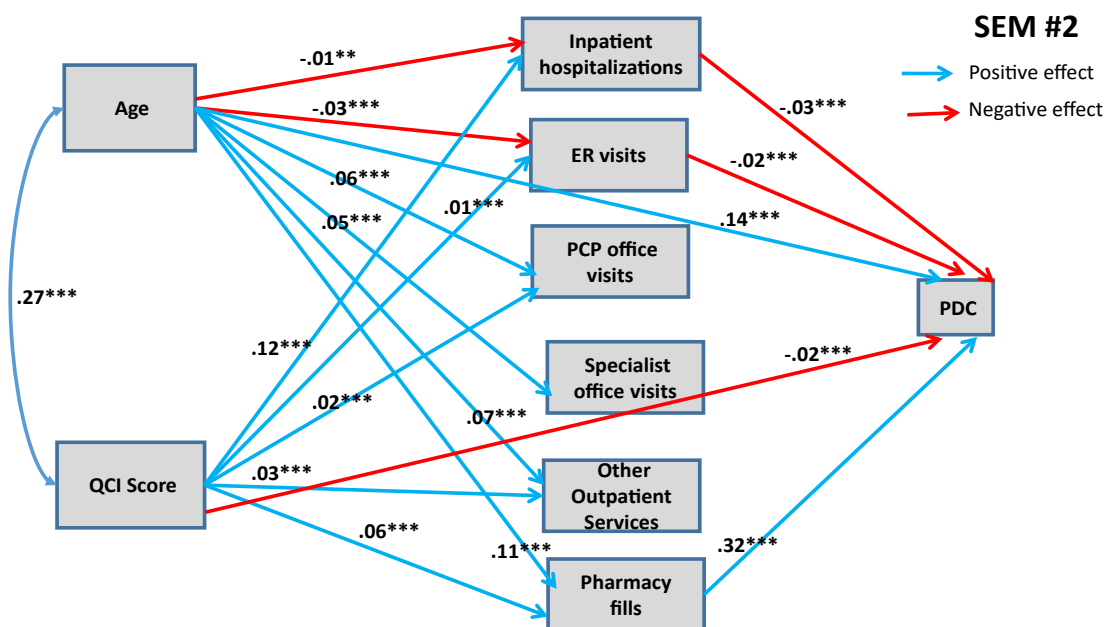 SEM #2
Positive effect
Negative effect
Inpatient
hospitalizations
-.01**
Age
-.03***
-.03***
ER visits
-.02***
.06***
.01***
.05***
.14***
PCP office
visits
.27***
PDC
.12***
-.02***
Specialist
office visits
.02***
.07***
QCI Score
.03***
Other
Outpatient
Services
.06***
.11***
.32***
Pharmacy
fills